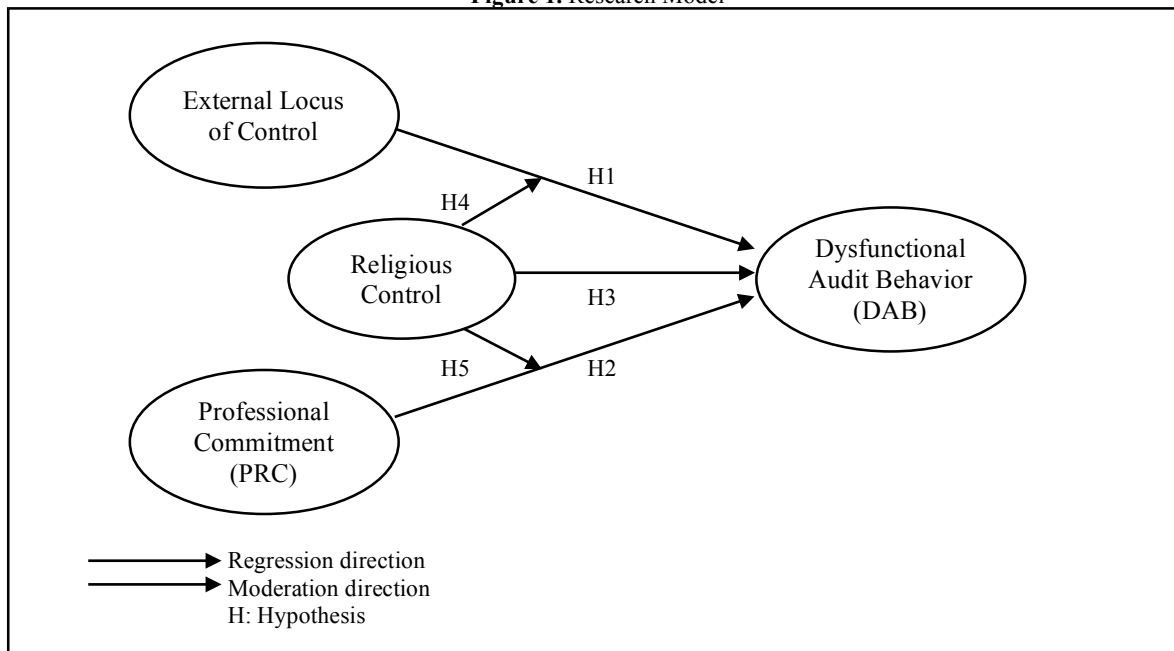 Figure 1. Research Model
External Locus
of Control
H1
H4
Religious
Control
H3
Dysfunctional
Audit Behavior
(DAB)
H5
H2
Professional
Commitment
(PRC)
Regression direction
Moderation direction
H: Hypothesis